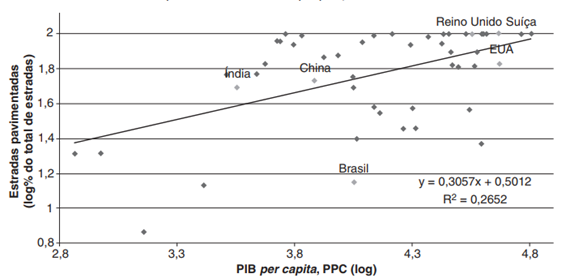 Reino Unido Suíça
EUA
China
Índia
Brasil
y = 0,3057x + 0,5012
R² = 0,2652
Estradas pavimentadas
(log% do total de estradas)
2
1,8
1,6
1,4
1,2
1
0,8
2,8 3,3 3,8 4,3 4,8
PIB per capita, PPC (log)